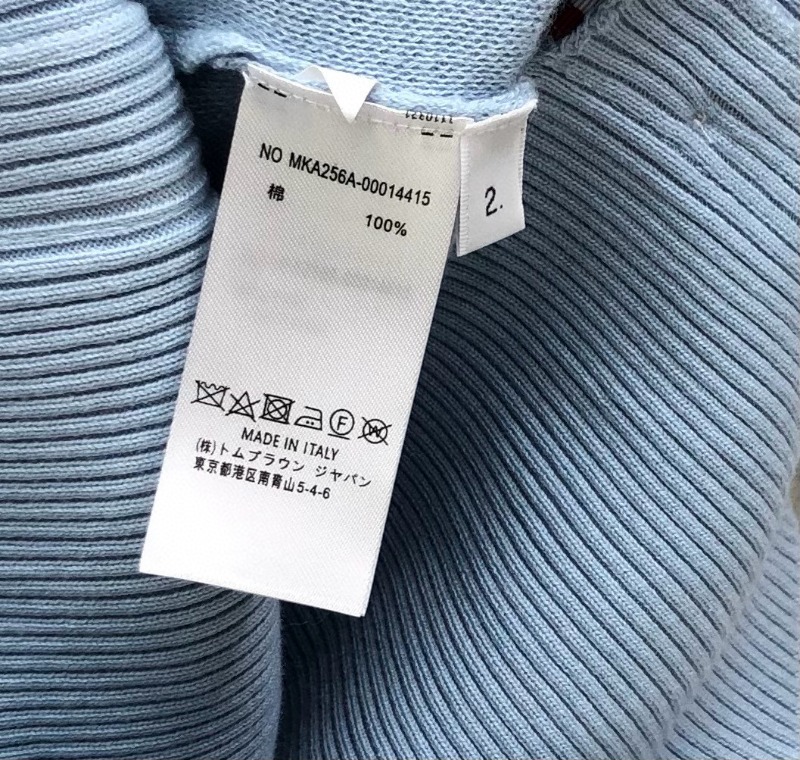 NO MKA256A-00014415
棉
100%
2.
F
W
MADE IN ITALY
(株)トムブラウン ジャパン
東京都港区南青山5-4-6